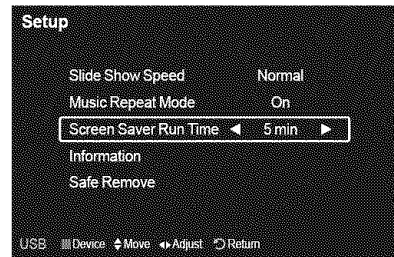 Setup
Slide Show Speed Normal
Music Repeat Mode On
Screen Saver Run Time ◄ 5 min ►
Information
Safe Remove
USB Device Move Adjust Return